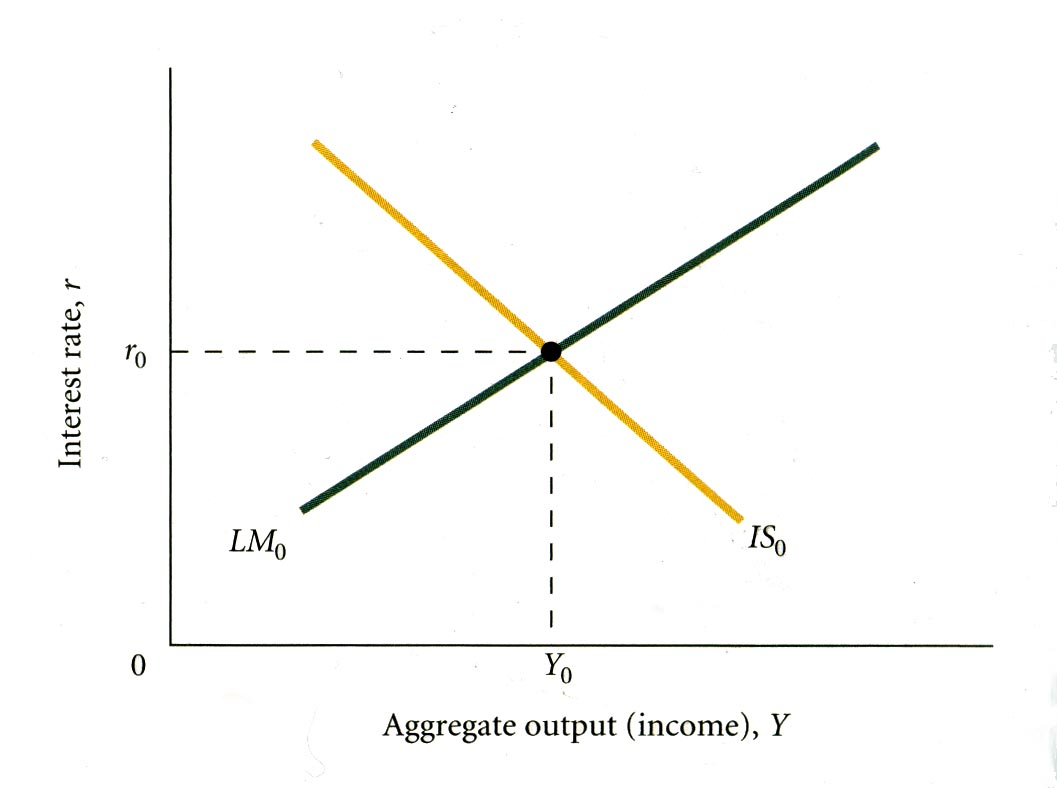 Interest rate, r
r0
LM0
IS0
0
Y0
Aggregate output (income), Y